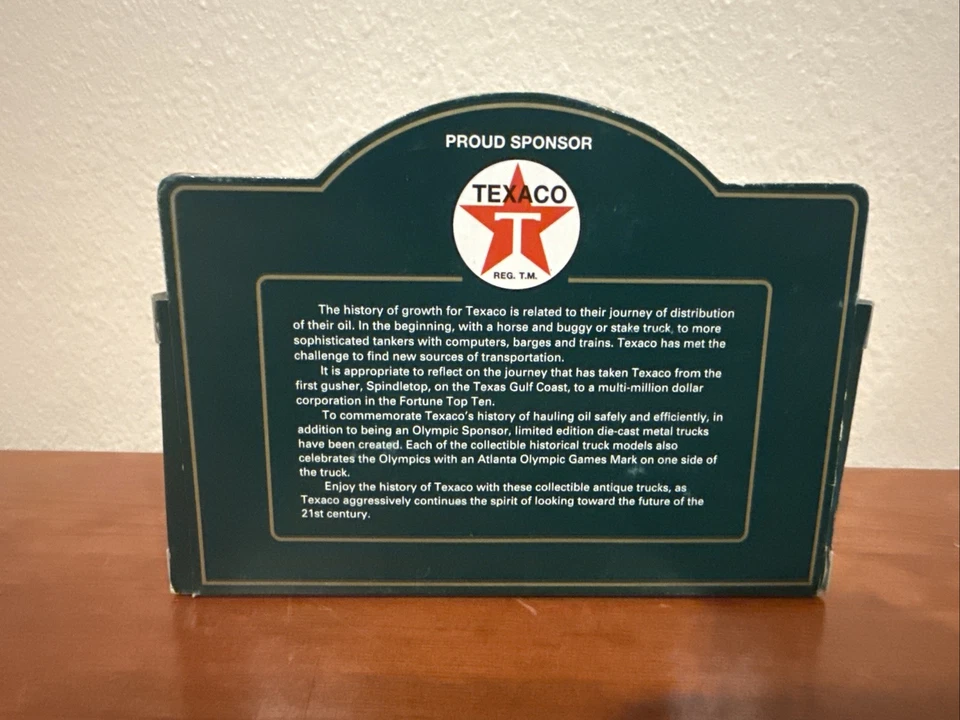 PROUD SPONSOR
TEXACO
T
REG. T.M.
The history of growth for Texaco is related to their journey of distribution
of their oil. In the beginning, with a horse and buggy or stake truck, to more
sophisticated tankers with computers, barges and trains. Texaco has met the
challenge to find new sources of transportation.
It is appropriate to reflect on the journey that has taken Texaco from the
first gusher, Spindletop, on the Texas Gulf Coast, to a multi-million dollar
corporation in the Fortune Top Ten.
To commemorate Texaco's history of hauling oil safely and efficiently, in
addition to being an Olympic Sponsor, limited edition die-cast metal trucks
have been created. Each of the collectible historical truck models also
celebrates the Olympics with an Atlanta Olympic Games Mark on one side of
the truck.
Enjoy the history of Texaco with these collectible antique trucks, as
Texaco aggressively continues the spirit of looking toward the future of the
21st century.